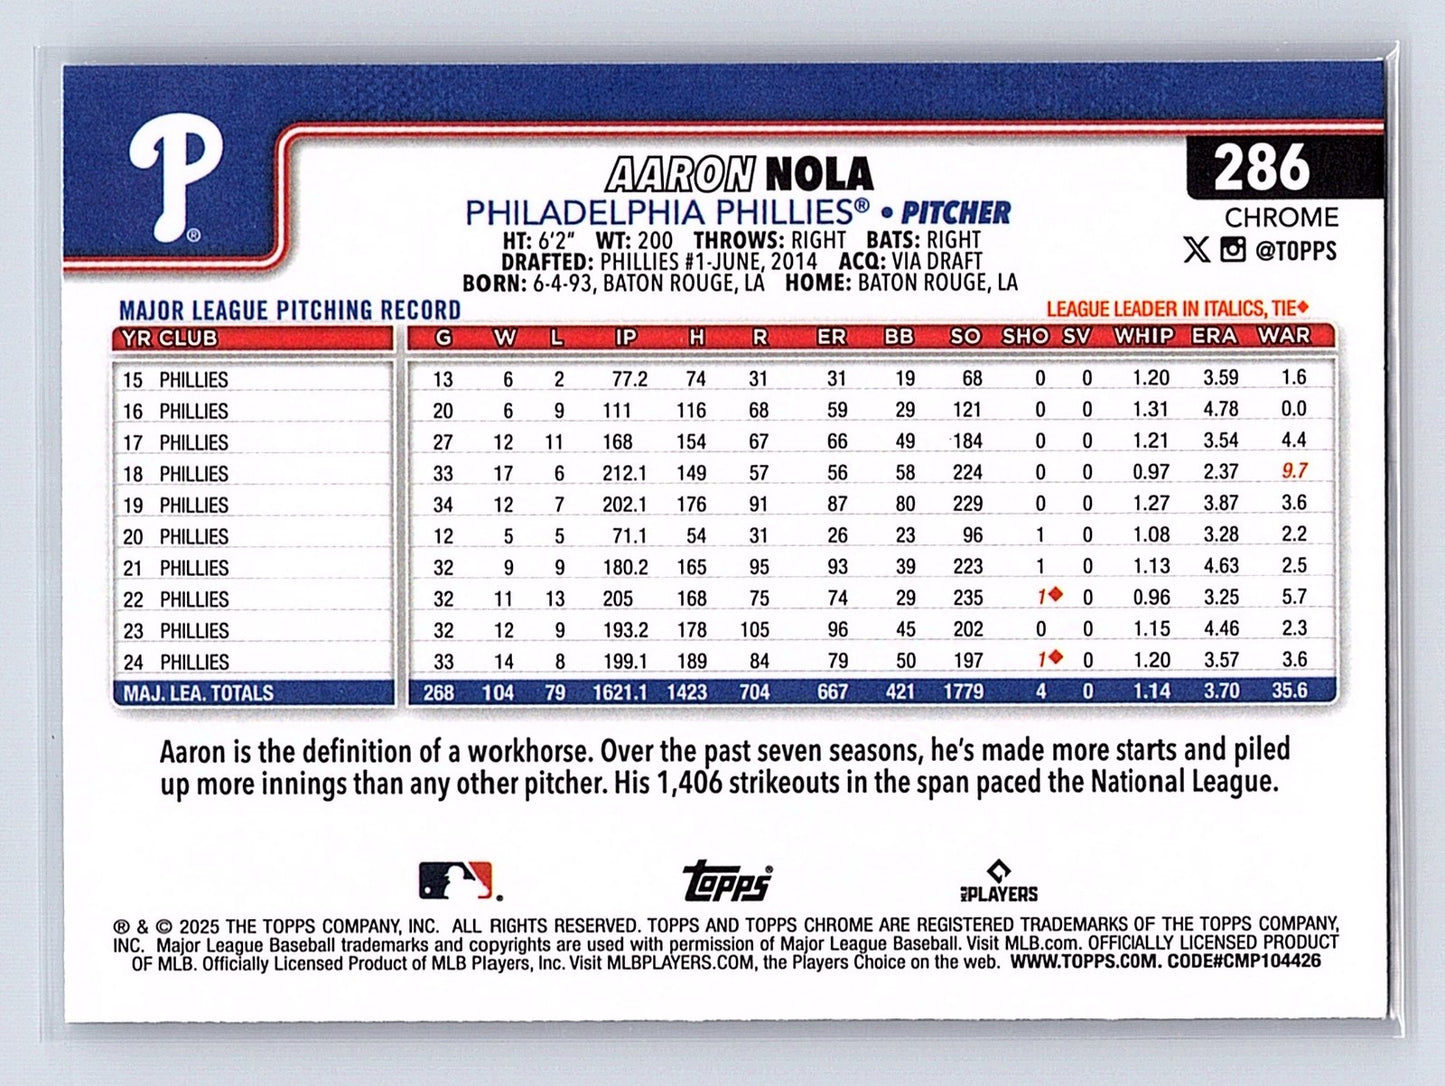 P®
AARON NOLA
286
PHILADELPHIA PHILLIES® • PITCHER
CHROME
HT: 6'2" WT: 200 THROWS: RIGHT BATS: RIGHT
@TOPPS
DRAFTED: PHILLIES #1-JUNE, 2014 ACQ: VIA DRAFT
BORN: 6-4-93, BATON ROUGE, LA HOME: BATON ROUGE, LA
MAJOR LEAGUE PITCHING RECORD LEAGUE LEADER IN ITALICS, TIE◆
YR CLUB G W L IP H R ER BB SO SHO SV WHIP ERA WAR
15 PHILLIES 13 6 2 77.2 74 31 31 19 68 0 0 1.20 3.59 1.6
16 PHILLIES 20 6 9 111 116 68 59 29 121 0 0 1.31 4.78 0.0
17 PHILLIES 27 12 11 168 154 67 66 49 184 0 0 1.21 3.54 4.4
18 PHILLIES 33 17 6 212.1 149 57 56 58 224 0 0 0.97 2.37 9.7
19 PHILLIES 34 12 7 202.1 176 91 87 80 229 0 0 1.27 3.87 3.6
20 PHILLIES 12 5 5 71.1 54 31 26 23 96 1 0 1.08 3.28 2.2
21 PHILLIES 32 9 9 180.2 165 95 93 39 223 1 0 1.13 4.63 2.5
22 PHILLIES 32 11 13 205 168 75 74 29 235 1◆ 0 0.96 3.25 5.7
23 PHILLIES 32 12 9 193.2 178 105 96 45 202 0 0 1.15 4.46 2.3
24 PHILLIES 33 14 8 199.1 189 84 79 50 197 1◆ 0 1.20 3.57 3.6
MAJ. LEA. TOTALS 268 104 79 1621.1 1423 704 667 421 1779 4 0 1.14 3.70 35.6
Aaron is the definition of a workhorse. Over the past seven seasons, he's made more starts and piled
up more innings than any other pitcher. His 1,406 strikeouts in the span paced the National League.
Topps® MLB PLAYERS
® & © 2025 THE TOPPS COMPANY, INC. ALL RIGHTS RESERVED. TOPPS AND TOPPS CHROME ARE REGISTERED TRADEMARKS OF THE TOPPS COMPANY,
INC. Major League Baseball trademarks and copyrights are used with permission of Major League Baseball. Visit MLB.com. OFFICIALLY LICENSED PRODUCT
OF MLB. Officially Licensed Product of MLB Players, Inc. Visit MLBPLAYERS.COM, the Players Choice on the web. WWW.TOPPS.COM. CODE#CMP104426